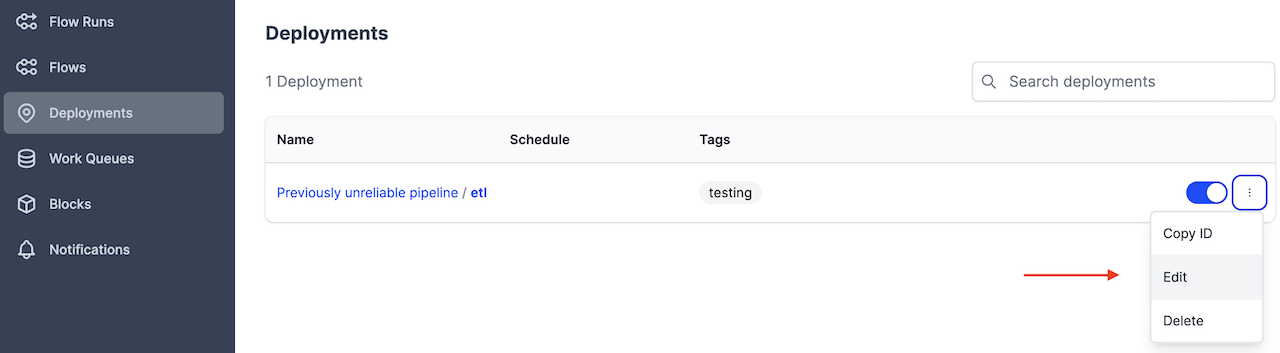 Flow Runs
Flows
Deployments
Work Queues
Blocks
Notifications
Deployments
1 Deployment
Search deployments
Name Schedule Tags
Previously unreliable pipeline / etl testing
Copy ID
Edit
Delete